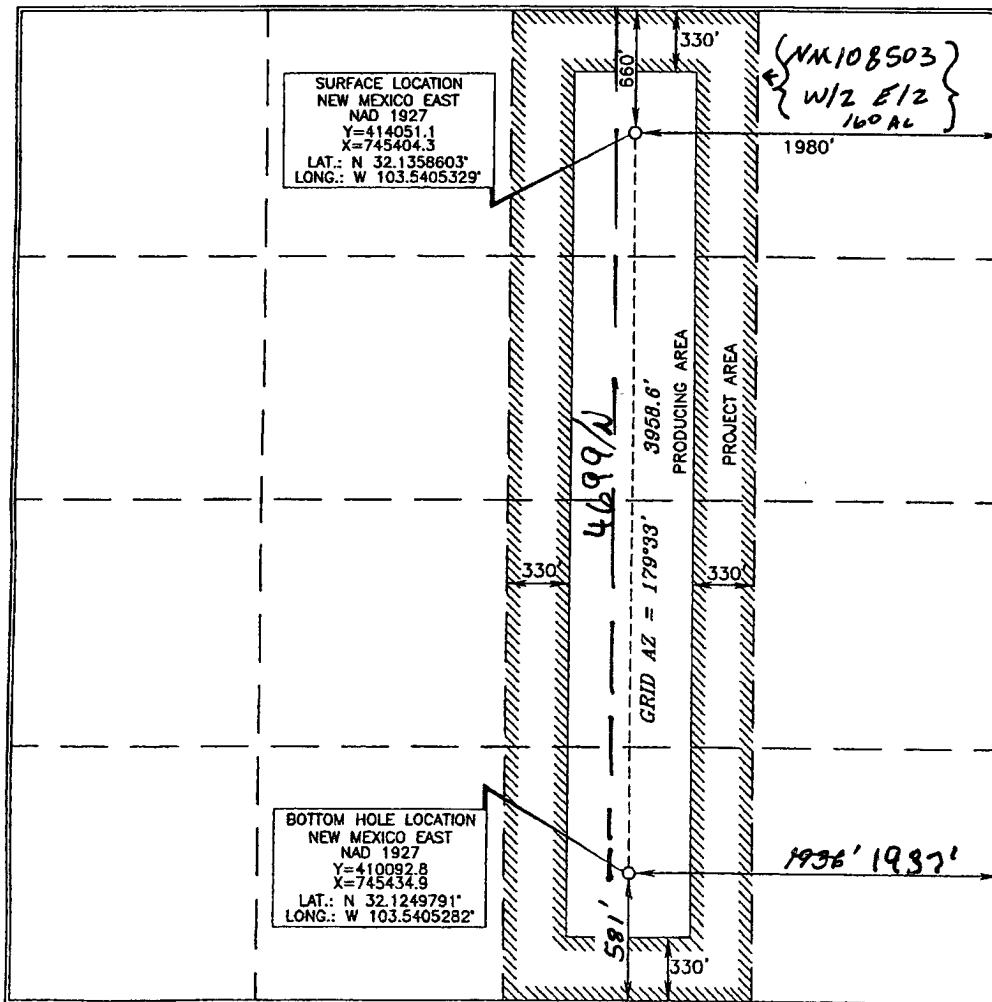 330'
660'
{NM108503
W/2 E/2
160 AC}
SURFACE LOCATION
NEW MEXICO EAST
NAD 1927
Y=414051.1
X=745404.3
LAT.: N 32.1358603°
LONG.: W 103.5405329°
1980'
4699/N
3958.6'
PRODUCING AREA
PROJECT AREA
GRID AZ = 179°33'
330'
330'
BOTTOM HOLE LOCATION
NEW MEXICO EAST
NAD 1927
Y=410092.8
X=745434.9
LAT.: N 32.1249791°
LONG.: W 103.5405282°
1936' 1937'
581'
330'